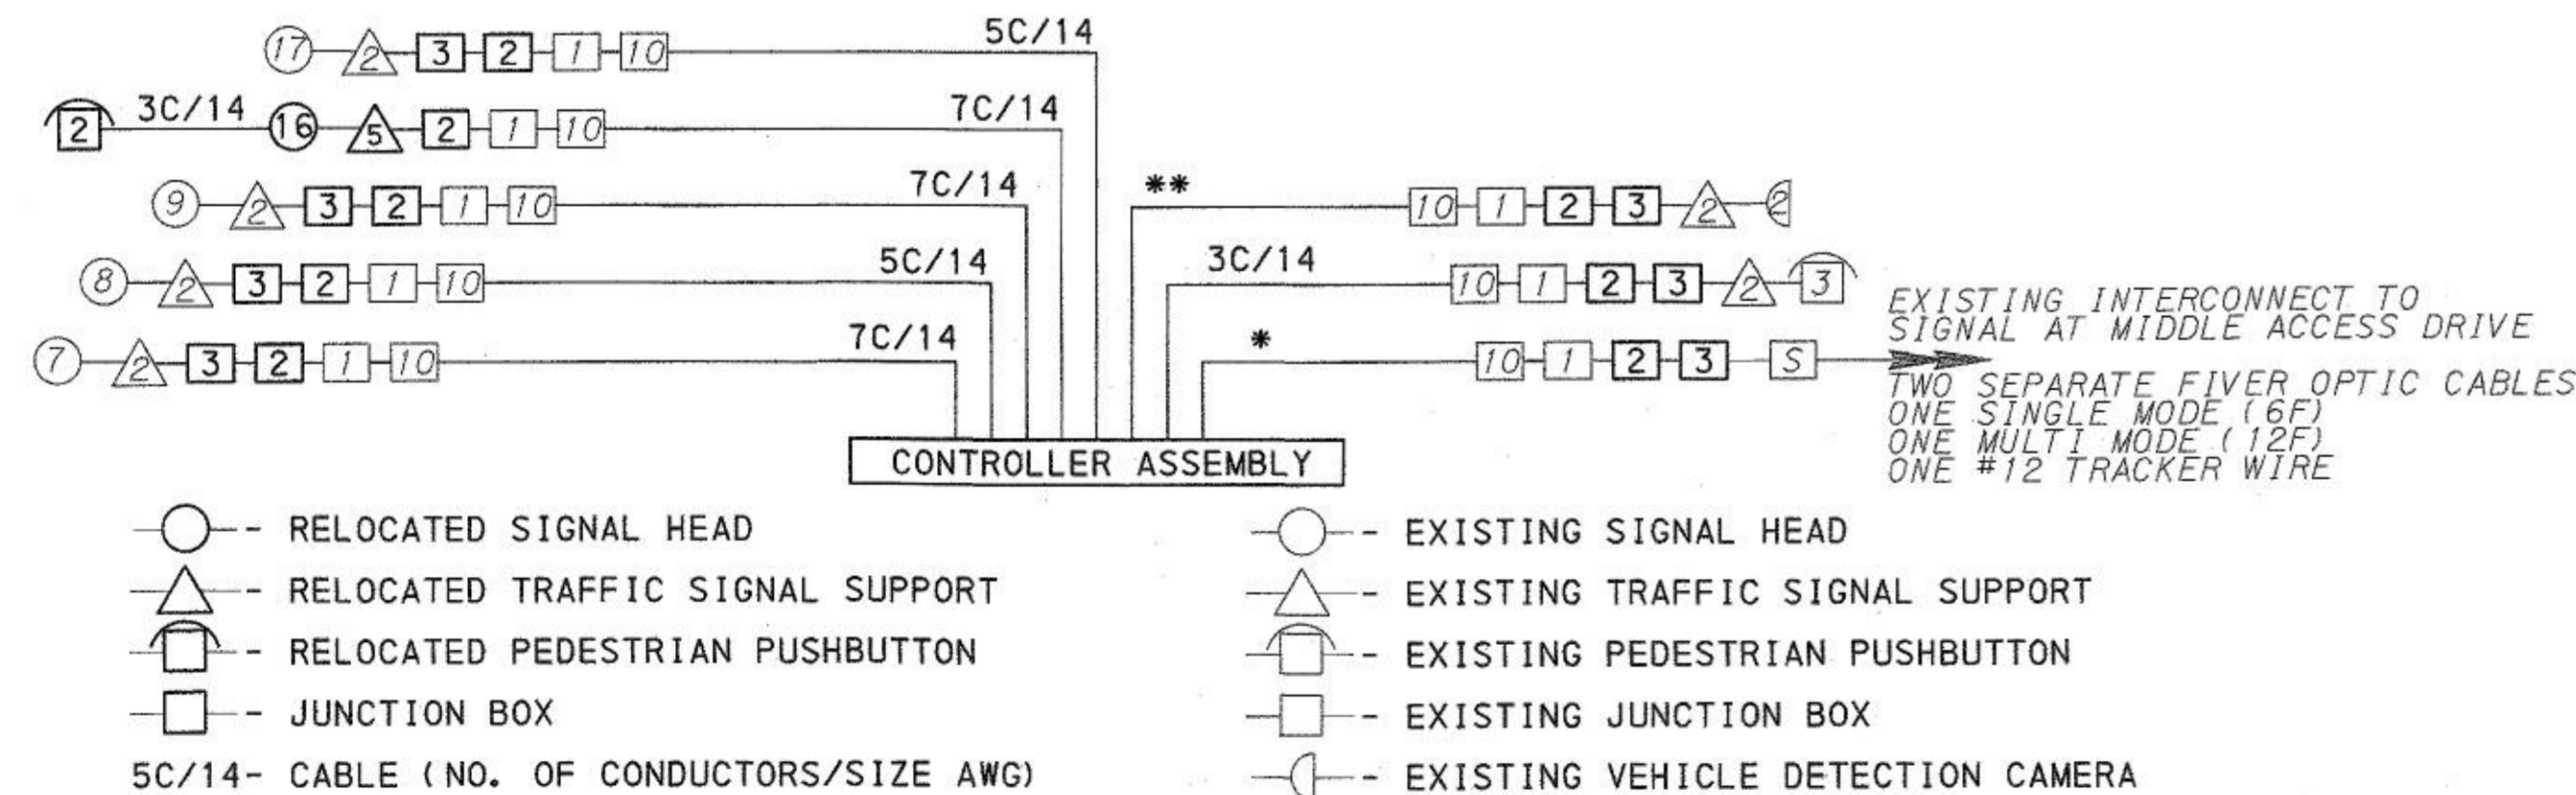 17 2 3 2 1 10 5C/14
2 3C/14 16 5 2 1 10 7C/14
9 2 3 2 1 10 7C/14
8 2 3 2 1 10 5C/14
7 2 3 2 1 10 7C/14
** 10 1 2 3 2 2
3C/14 10 1 2 3 2 3
* 10 1 2 3 S
EXISTING INTERCONNECT TO
SIGNAL AT MIDDLE ACCESS DRIVE
TWO SEPARATE FIVER OPTIC CABLES
ONE SINGLE MODE (6F)
ONE MULTI MODE (12F)
ONE #12 TRACKER WIRE
CONTROLLER ASSEMBLY
- RELOCATED SIGNAL HEAD
- RELOCATED TRAFFIC SIGNAL SUPPORT
- RELOCATED PEDESTRIAN PUSHBUTTON
- JUNCTION BOX
5C/14- CABLE (NO. OF CONDUCTORS/SIZE AWG)
- EXISTING SIGNAL HEAD
- EXISTING TRAFFIC SIGNAL SUPPORT
- EXISTING PEDESTRIAN PUSHBUTTON
- EXISTING JUNCTION BOX
- EXISTING VEHICLE DETECTION CAMERA